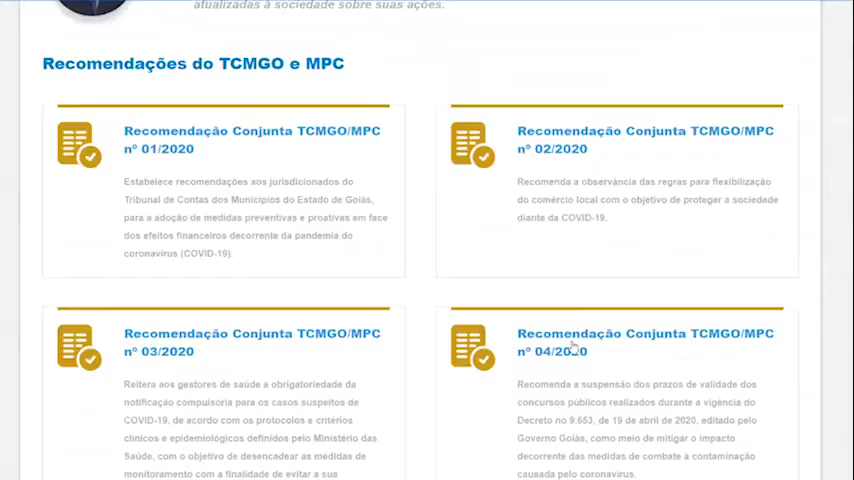 atualizadas à sociedade sobre suas ações.
Recomendações do TCMGO e MPC
Recomendação Conjunta TCMGO/MPC
nº 01/2020
Estabelece recomendações aos jurisdicionados do
Tribunal de Contas dos Municípios do Estado de Goiás,
para a adoção de medidas preventivas e proativas em face
dos efeitos financeiros decorrente da pandemia do
coronavírus (COVID-19).
Recomendação Conjunta TCMGO/MPC
nº 02/2020
Recomenda a observância das regras para flexibilização
do comércio local com o objetivo de proteger a sociedade
diante da COVID-19.
Recomendação Conjunta TCMGO/MPC
nº 03/2020
Reitera aos gestores de saúde a obrigatoriedade da
notificação compulsoria para os casos suspeitos de
COVID-19, de acordo com os protocolos e critérios
clínicos e epidemiológicos definidos pelo Ministério das
Saúde, com o objetivo de desencadear as medidas de
monitoramento com a finalidade de evitar a sua
Recomendação Conjunta TCMGO/MPC
nº 04/2020
Recomenda a suspensão dos prazos de validade dos
concursos públicos realizados durante a vigência do
Decreto no 9.653, de 19 de abril de 2020, editado pelo
Governo Goiás, como meio de mitigar o impacto
decorrente das medidas de combate à contaminação
causada pelo coronavírus.